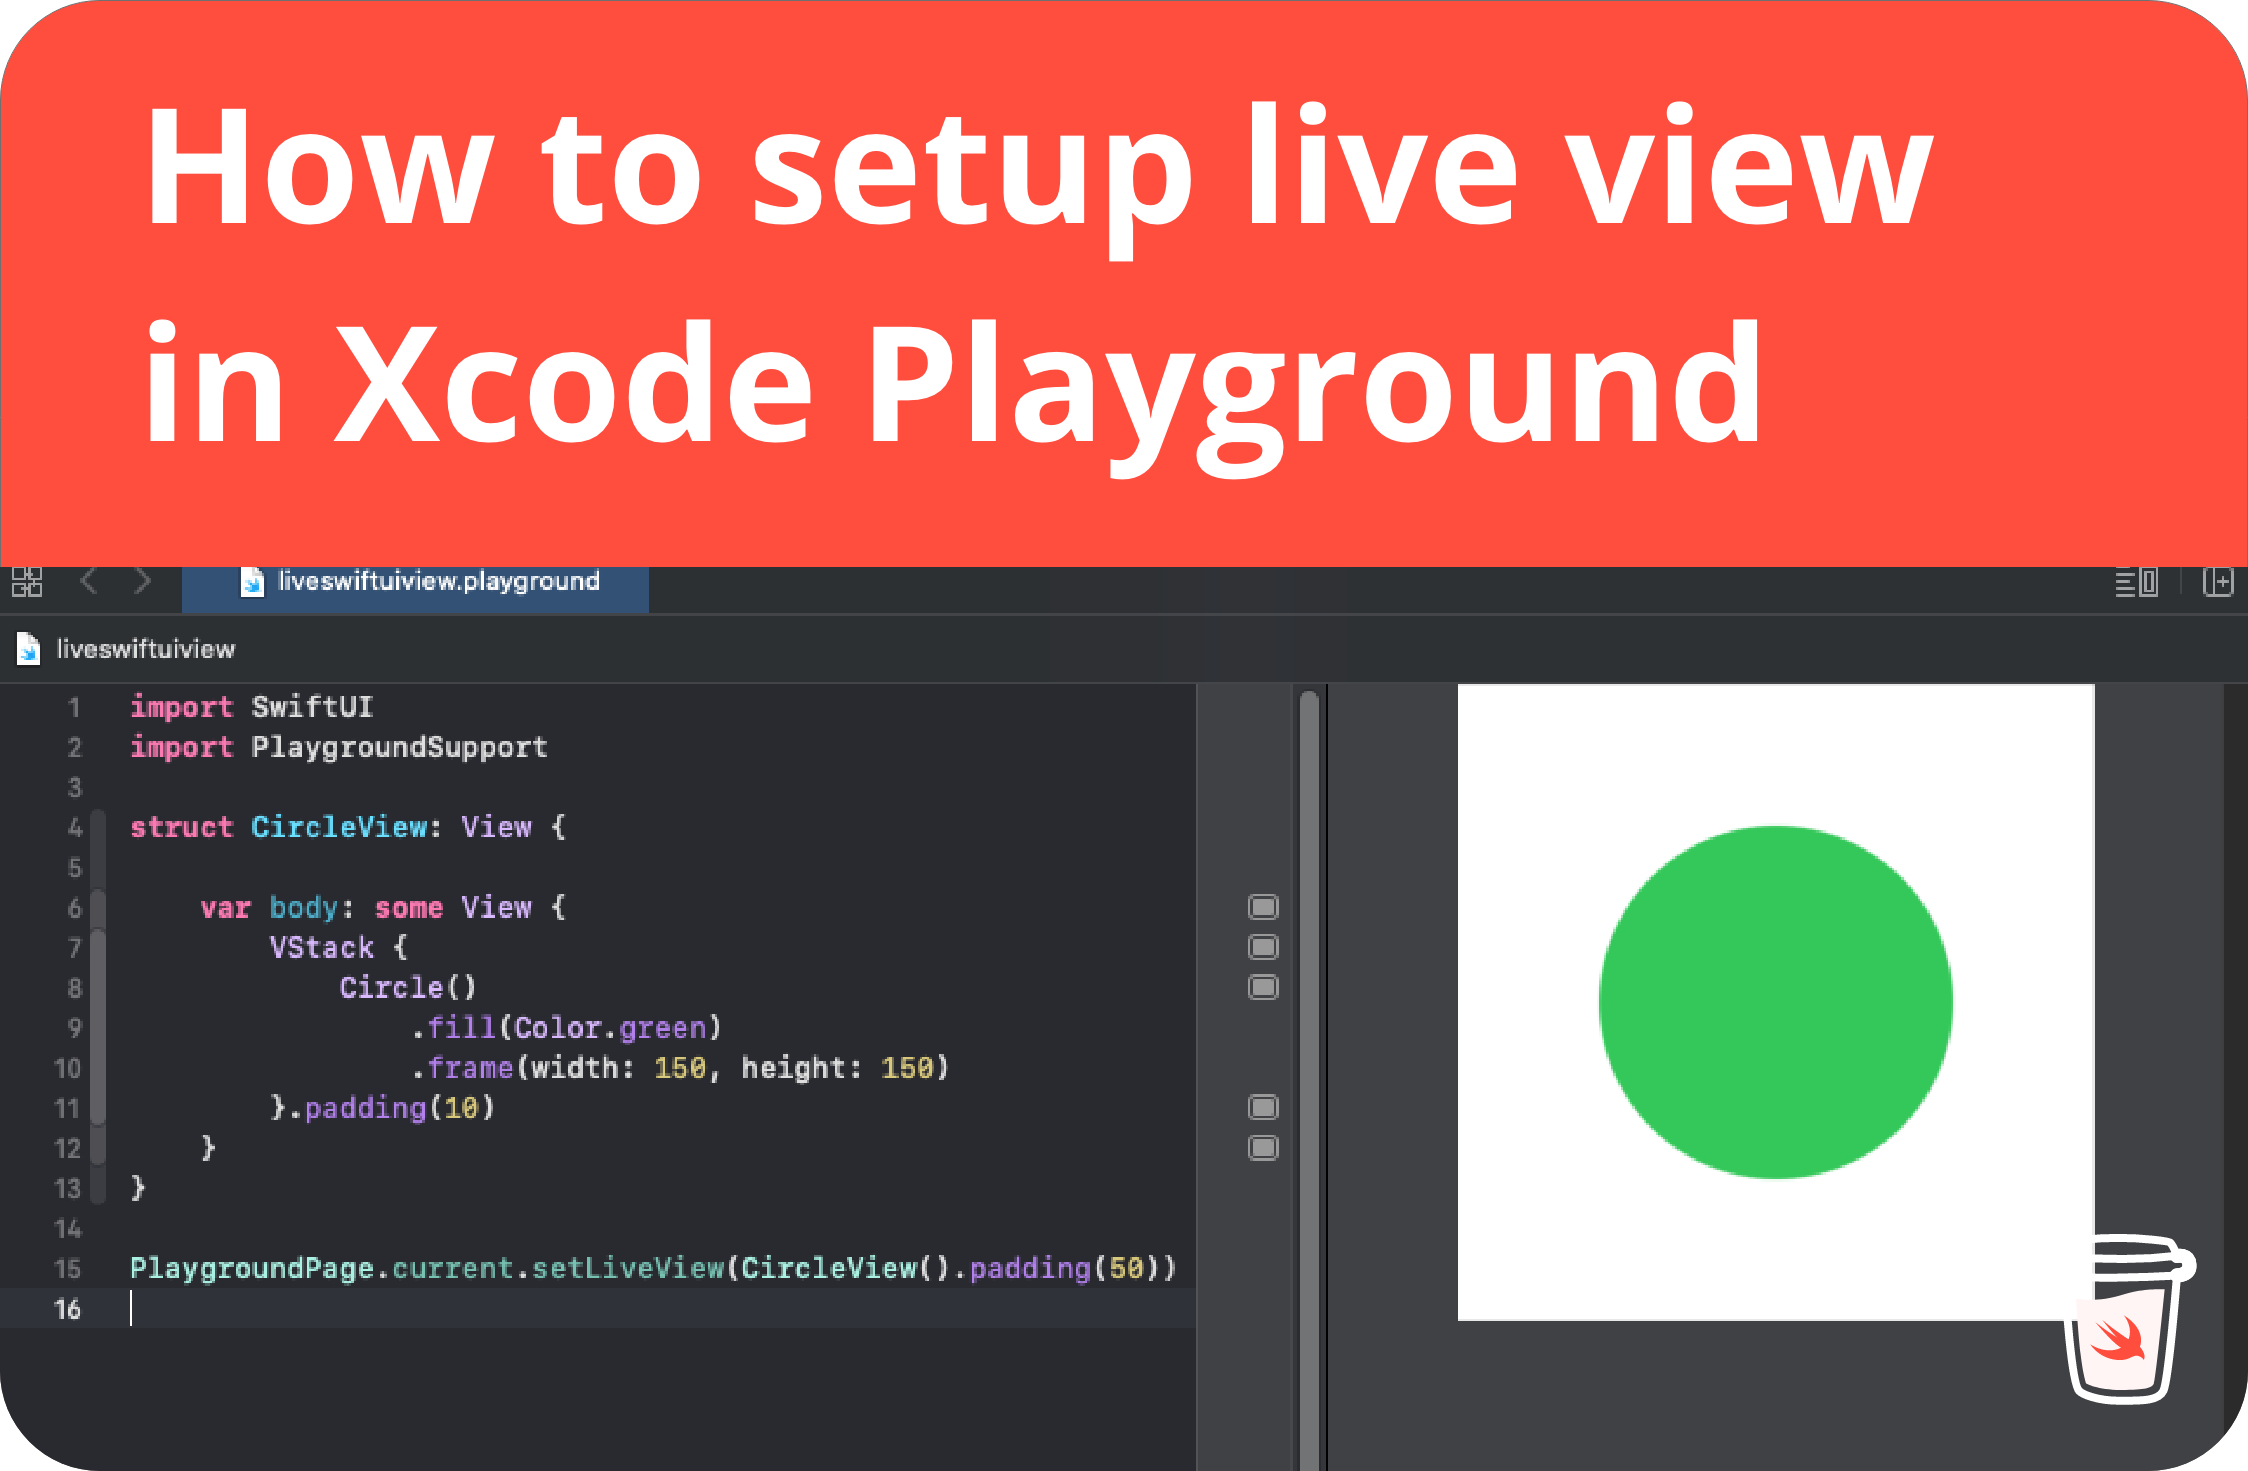 How to setup live view
in Xcode Playground
liveswiftuiview.playground
liveswiftuiview
1 import SwiftUI
2 import PlaygroundSupport
3
4 struct CircleView: View {
5
6     var body: some View {
7         VStack {
8             Circle()
9                 .fill(Color.green)
10                 .frame(width: 150, height: 150)
11         }.padding(10)
12     }
13 }
14
15 PlaygroundPage.current.setLiveView(CircleView().padding(50))
16